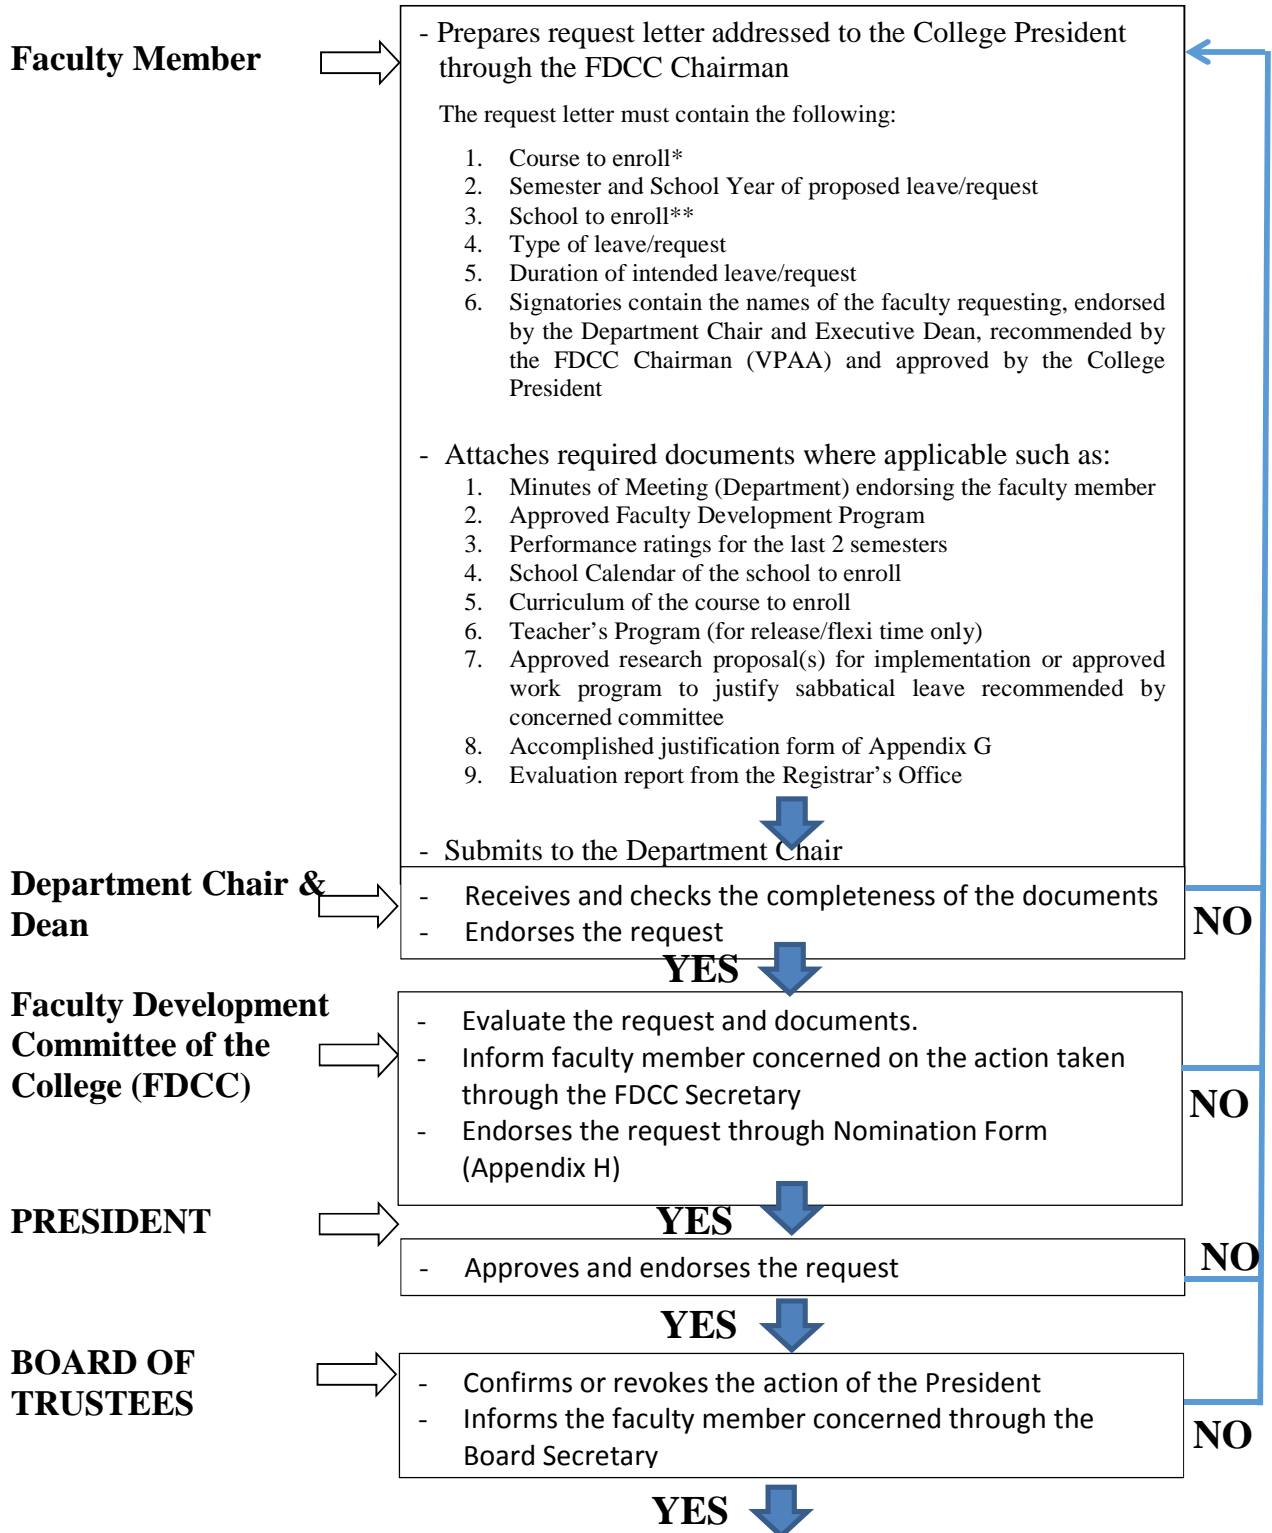 Faculty Member
- Prepares request letter addressed to the College President
through the FDCC Chairman
The request letter must contain the following:
1. Course to enroll*
2. Semester and School Year of proposed leave/request
3. School to enroll**
4. Type of leave/request
5. Duration of intended leave/request
6. Signatories contain the names of the faculty requesting, endorsed
by the Department Chair and Executive Dean, recommended by
the FDCC Chairman (VPAA) and approved by the College
President
- Attaches required documents where applicable such as:
1. Minutes of Meeting (Department) endorsing the faculty member
2. Approved Faculty Development Program
3. Performance ratings for the last 2 semesters
4. School Calendar of the school to enroll
5. Curriculum of the course to enroll
6. Teacher's Program (for release/flexi time only)
7. Approved research proposal(s) for implementation or approved
work program to justify sabbatical leave recommended by
concerned committee
8. Accomplished justification form of Appendix G
9. Evaluation report from the Registrar's Office
- Submits to the Department Chair
Department Chair &
Dean
- Receives and checks the completeness of the documents
- Endorses the request
NO
YES
Faculty Development
Committee of the
College (FDCC)
- Evaluate the request and documents.
- Inform faculty member concerned on the action taken
through the FDCC Secretary
- Endorses the request through Nomination Form
(Appendix H)
NO
YES
PRESIDENT
- Approves and endorses the request
NO
YES
BOARD OF
TRUSTEES
- Confirms or revokes the action of the President
- Informs the faculty member concerned through the
Board Secretary
NO
YES